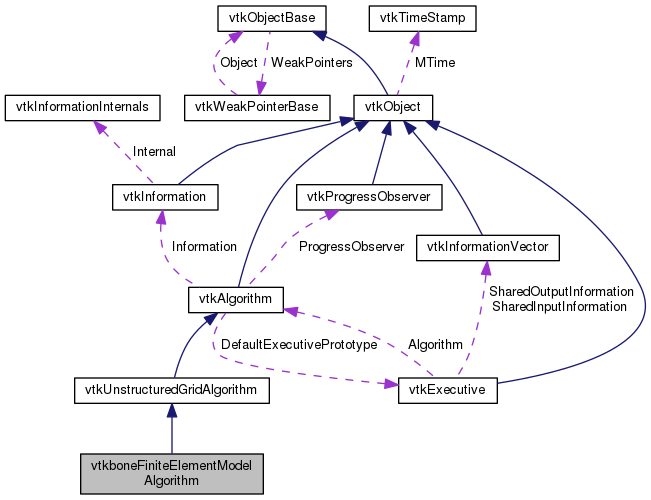 vtkObjectBase
vtkTimeStamp
Object
WeakPointers
MTime
vtkInformationInternals
vtkWeakPointerBase
vtkObject
Internal
vtkInformation
vtkProgressObserver
Information
ProgressObserver
vtkInformationVector
vtkAlgorithm
SharedOutputInformation
SharedInputInformation
DefaultExecutivePrototype
Algorithm
vtkUnstructuredGridAlgorithm
vtkExecutive
vtkboneFiniteElementModel
Algorithm